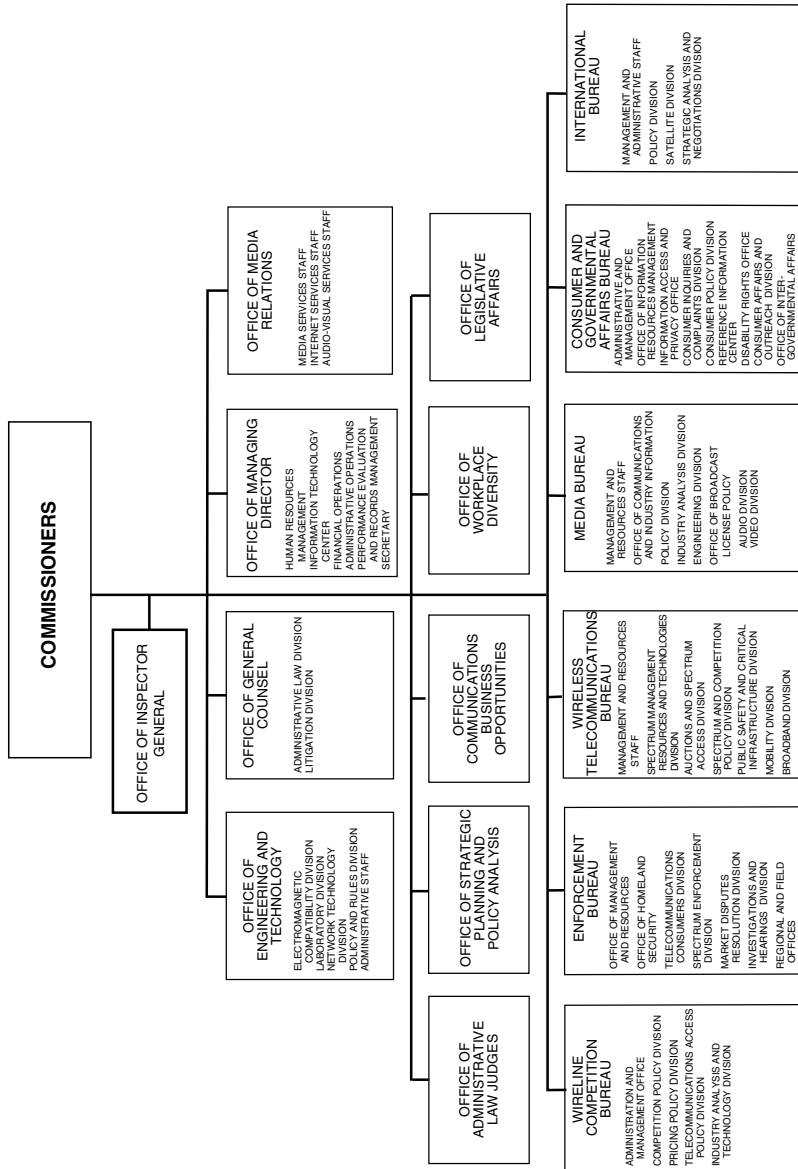 COMMISSIONERS
OFFICE OF INSPECTOR
GENERAL
OFFICE OF
ENGINEERING AND
TECHNOLOGY
ELECTROMAGNETIC
COMPATIBILITY DIVISION
LABORATORY DIVISION
NETWORK TECHNOLOGY
DIVISION
POLICY AND RULES DIVISION
ADMINISTRATIVE STAFF
OFFICE OF GENERAL
COUNSEL
ADMINISTRATIVE LAW DIVISION
LITIGATION DIVISION
OFFICE OF MANAGING
DIRECTOR
HUMAN RESOURCES
MANAGEMENT
INFORMATION TECHNOLOGY
CENTER
FINANCIAL OPERATIONS
ADMINISTRATIVE OPERATIONS
PERFORMANCE EVALUATION
AND RECORDS MANAGEMENT
SECRETARY
OFFICE OF MEDIA
RELATIONS
MEDIA SERVICES STAFF
INTERNET SERVICES STAFF
AUDIO-VISUAL SERVICES STAFF
OFFICE OF
ADMINISTRATIVE
LAW JUDGES
OFFICE OF STRATEGIC
PLANNING AND
POLICY ANALYSIS
OFFICE OF
COMMUNICATIONS
BUSINESS
OPPORTUNITIES
OFFICE OF
WORKPLACE
DIVERSITY
OFFICE OF
LEGISLATIVE
AFFAIRS
WIRELINE
COMPETITION
BUREAU
ADMINISTRATION AND
MANAGEMENT OFFICE
COMPETITION POLICY DIVISION
PRICING POLICY DIVISION
TELECOMMUNICATIONS ACCESS
POLICY DIVISION
INDUSTRY ANALYSIS AND
TECHNOLOGY DIVISION
ENFORCEMENT
BUREAU
OFFICE OF MANAGEMENT
AND RESOURCES
OFFICE OF HOMELAND
SECURITY
TELECOMMUNICATIONS
CONSUMERS DIVISION
SPECTRUM ENFORCEMENT
DIVISION
MARKET DISPUTES
RESOLUTION DIVISION
INVESTIGATIONS AND
HEARINGS DIVISION
REGIONAL AND FIELD
OFFICES
WIRELESS
TELECOMMUNICATIONS
BUREAU
MANAGEMENT AND RESOURCES
STAFF
SPECTRUM MANAGEMENT
RESOURCES AND TECHNOLOGIES
DIVISION
AUCTIONS AND SPECTRUM
ACCESS DIVISION
SPECTRUM AND COMPETITION
POLICY DIVISION
PUBLIC SAFETY AND CRITICAL
INFRASTRUCTURE DIVISION
MOBILITY DIVISION
BROADBAND DIVISION
MEDIA BUREAU
MANAGEMENT AND
RESOURCES STAFF
OFFICE OF COMMUNICATIONS
AND INDUSTRY INFORMATION
POLICY DIVISION
INDUSTRY ANALYSIS DIVISION
ENGINEERING DIVISION
OFFICE OF BROADCAST
LICENSE POLICY
AUDIO DIVISION
VIDEO DIVISION
CONSUMER AND
GOVERNMENTAL
AFFAIRS BUREAU
ADMINISTRATIVE AND
MANAGEMENT OFFICE
OFFICE OF INFORMATION
RESOURCES MANAGEMENT
INFORMATION ACCESS AND
PRIVACY OFFICE
CONSUMER INQUIRIES AND
COMPLAINTS DIVISION
CONSUMER POLICY DIVISION
REFERENCE INFORMATION
CENTER
DISABILITY RIGHTS OFFICE
CONSUMER AFFAIRS AND
OUTREACH DIVISION
OFFICE OF INTER-
GOVERNMENTAL AFFAIRS
INTERNATIONAL
BUREAU
MANAGEMENT AND
ADMINISTRATIVE STAFF
POLICY DIVISION
SATELLITE DIVISION
STRATEGIC ANALYSIS AND
NEGOTIATIONS DIVISION